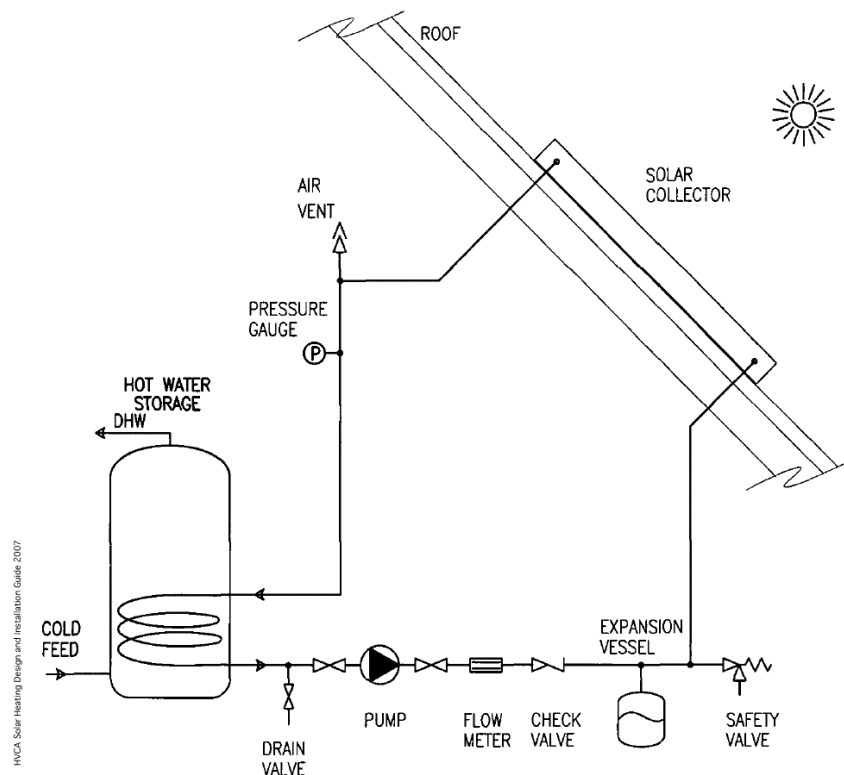 ROOF
SOLAR
COLLECTOR
AIR
VENT
PRESSURE
GAUGE
P
HOT WATER
STORAGE
DHW
COLD
FEED
EXPANSION
VESSEL
PUMP
FLOW
METER
CHECK
VALVE
SAFETY
VALVE
DRAIN
VALVE
HVCA Solar Heating Design and Installation Guide 2007